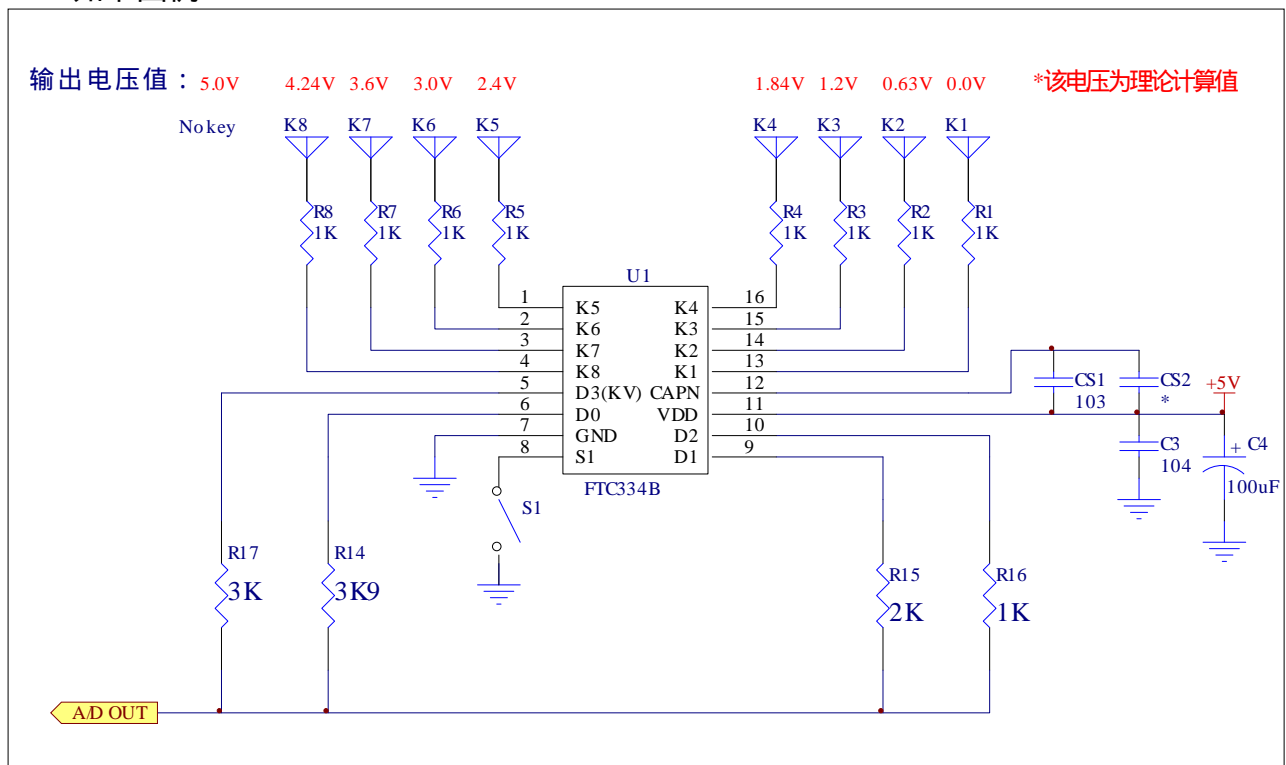 输出电压值： 5.0V 4.24V 3.6V 3.0V 2.4V 1.84V 1.2V 0.63V 0.0V *该电压为理论计算值
No key K8 K7 K6 K5 K4 K3 K2 K1
R8 R7 R6 R5 R4 R3 R2 R1
1K 1K 1K 1K 1K 1K 1K 1K
U1
1 K5 K4 16
2 K6 K3 15
3 K7 K2 14
4 K8 K1 13
5 D3(KV) CAPN 12
6 D0 VDD 11
7 GND D2 10
8 S1 D1 9
FTC334B
CS1
103
CS2
*
+5V
C3
104
+ C4
100uF
S1
R17
3K
R14
3K9
R15
2K
R16
1K
A/D OUT